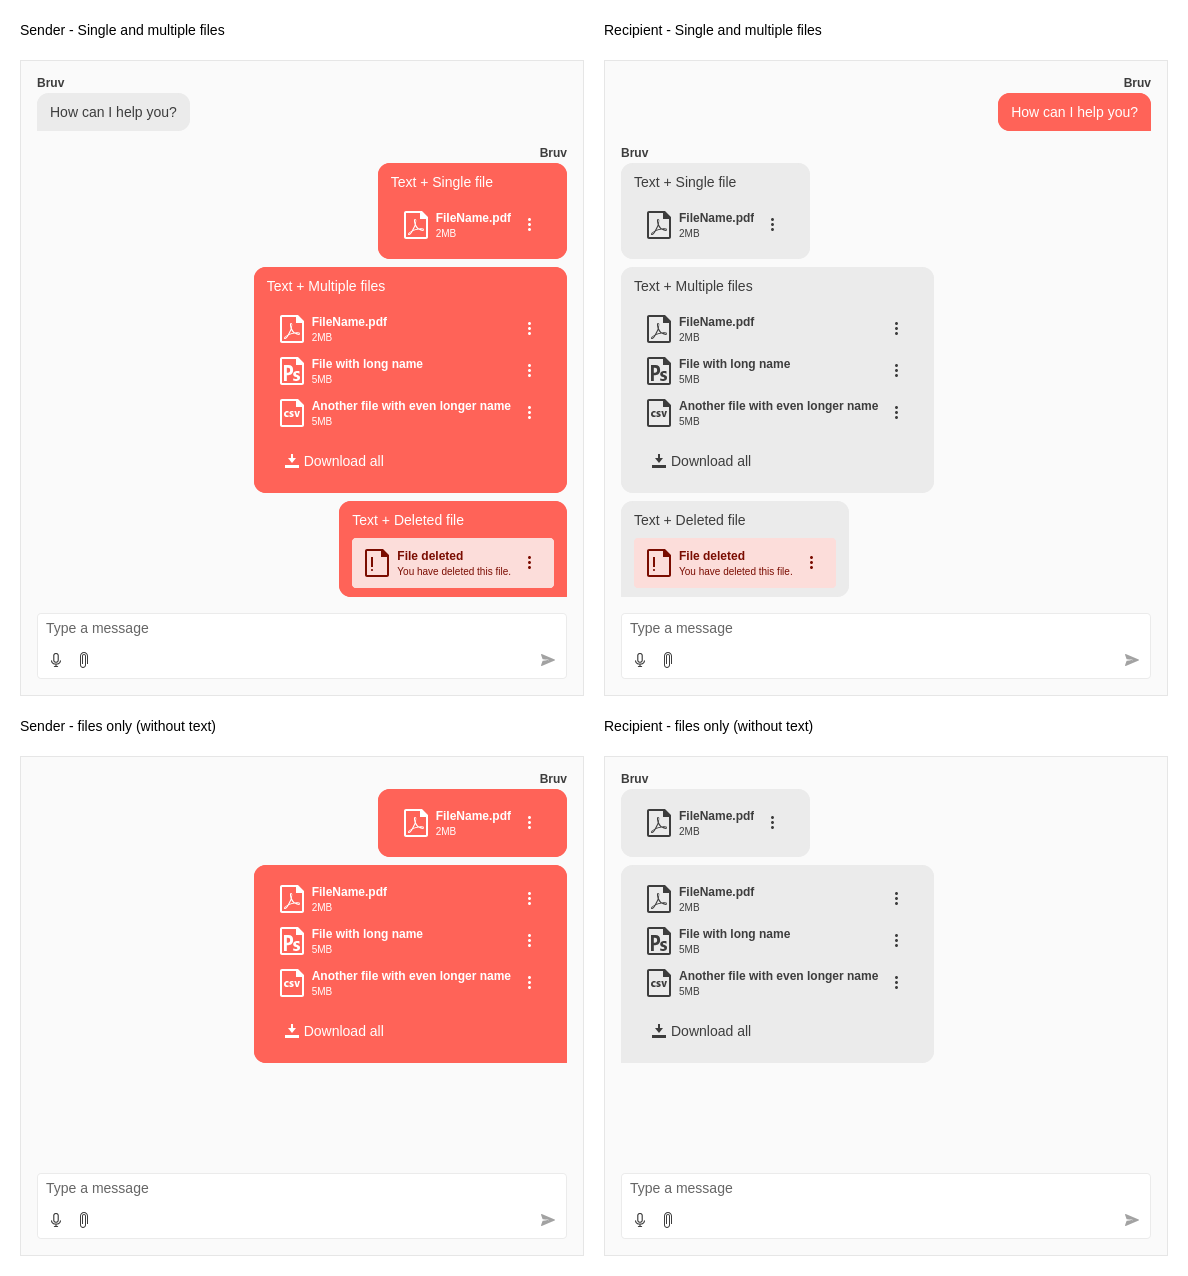 Sender - Single and multiple files
Bruv
How can I help you?
Bruv
Text + Single file
FileName.pdf
2MB
Text + Multiple files
FileName.pdf
2MB
Ps
File with long name
5MB
csv
Another file with even longer name
5MB
Download all
Text + Deleted file
File deleted
You have deleted this file.
Type a message
Recipient - Single and multiple files
Bruv
How can I help you?
Bruv
Text + Single file
FileName.pdf
2MB
Text + Multiple files
FileName.pdf
2MB
Ps
File with long name
5MB
csv
Another file with even longer name
5MB
Download all
Text + Deleted file
File deleted
You have deleted this file.
Type a message
Sender - files only (without text)
Bruv
FileName.pdf
2MB
FileName.pdf
2MB
Ps
File with long name
5MB
csv
Another file with even longer name
5MB
Download all
Type a message
Recipient - files only (without text)
Bruv
FileName.pdf
2MB
FileName.pdf
2MB
Ps
File with long name
5MB
csv
Another file with even longer name
5MB
Download all
Type a message